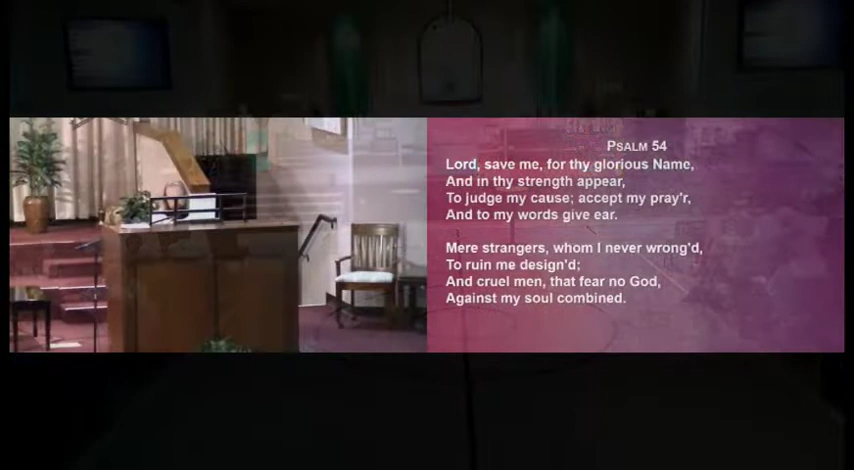 PSALM 54
Lord, save me, for thy glorious Name,
And in thy strength appear,
To judge my cause; accept my pray'r,
And to my words give ear.
Mere strangers, whom I never wrong'd,
To ruin me design'd;
And cruel men, that fear no God,
Against my soul combined.